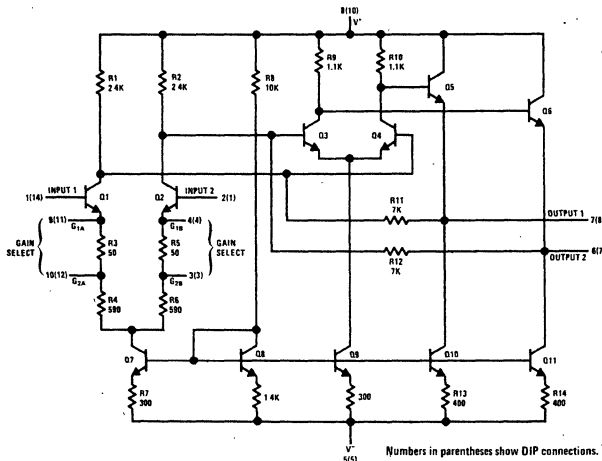 8(10)
V+
R1
2 4K
R2
2 4K
R8
10K
R9
1.1K
R10
1.1K
Q5
Q6
Q3
Q4
1(14) INPUT 1
Q1
Q2
INPUT 2
2(1)
R11
7K
OUTPUT 1
7(8
R12
7K
6(7
OUTPUT 2
GAIN
SELECT
9(11)
G1A
R3
50
10(12)
G2A
R4
590
4(4)
G1B
R5
50
3(3)
G2B
R6
590
GAIN
SELECT
Q7
Q8
Q9
Q10
Q11
R7
300
1 4K
300
R13
400
R14
400
V-
5(5)
Numbers in parentheses show DIP connections.